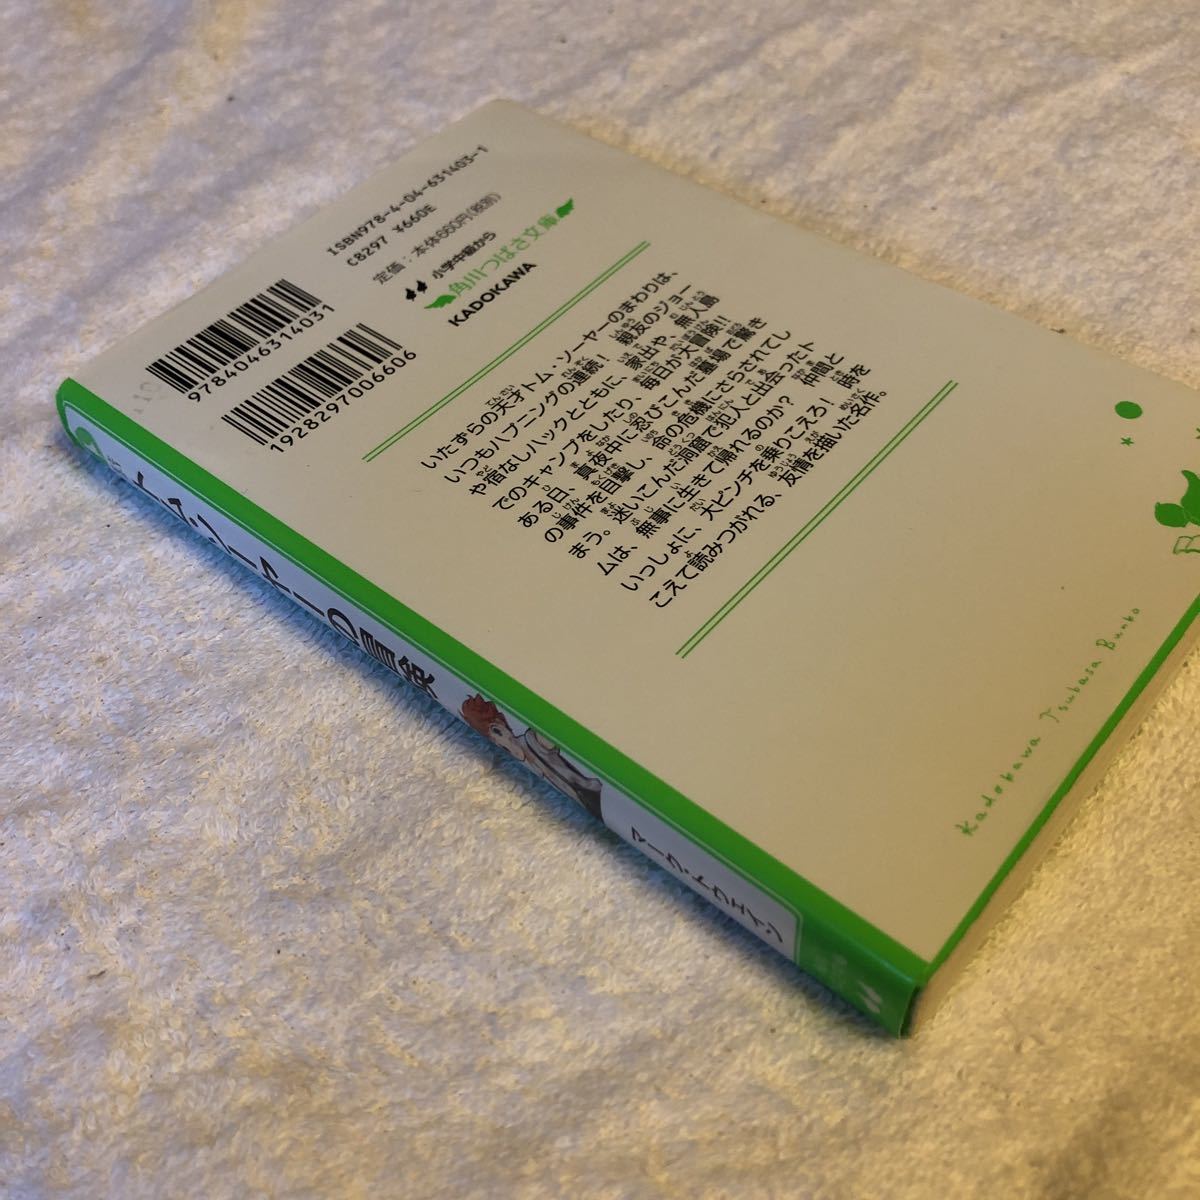 ISBN978-4-04-631403-1
C8297 ¥660E
定価:本体660円(税別)
小学中級から
角川つばさ文庫
KADOKAWA
9784046314031
1928297006606
いたずらの天才トム・ソーヤーのまわりは、
いつもハプニングの連続! 親友のジョー
や宿なしハックとともに、家出や、無人島
でのキャンプをしたり、毎日が大冒険!!
ある日、真夜中に忍びこんだ墓場で驚き
の事件を目撃し、命の危機にさらされてし
まう。迷いこんだ洞窟で犯人と出会ったト
ムは、無事に生きて帰れるのか? 仲間と
いっしょに、大ピンチを乗りこえろ! 時を
こえて読みつがれる、友情を描いた名作。
Kadokawa Tsubasa Bunko
トム・ソーヤーの冒険
マーク・トウェイン